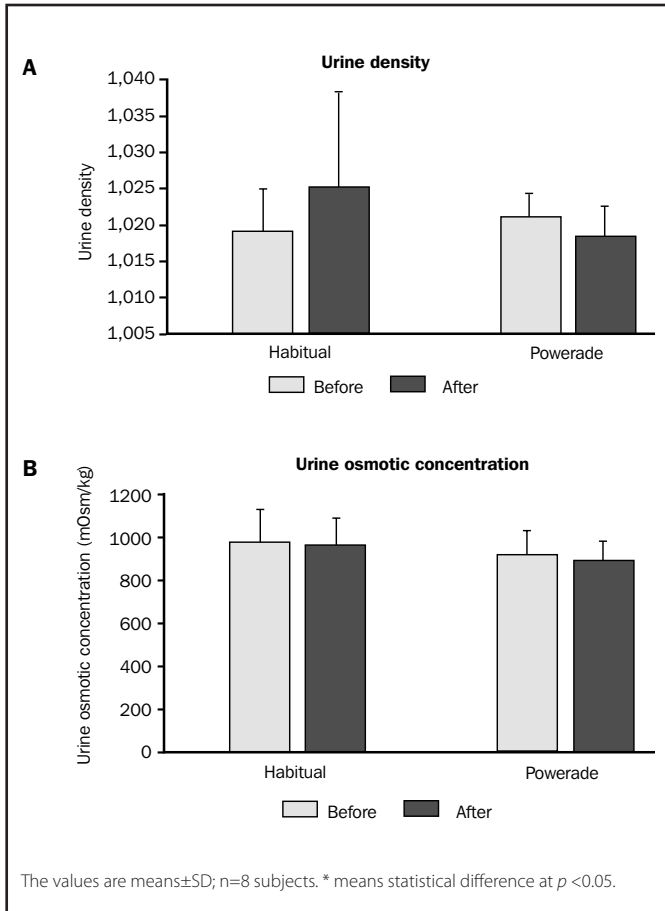 A
Urine density
Urine density
1,040
1,035
1,030
1,025
1,020
1,015
1,010
1,005
Habitual
Powerade
Before
After
B
Urine osmotic concentration
Urine osmotic concentration (mOsm/kg)
1200
1000
800
600
400
200
0
Habitual
Powerade
Before
After
The values are means±SD; n=8 subjects. * means statistical difference at p <0.05.